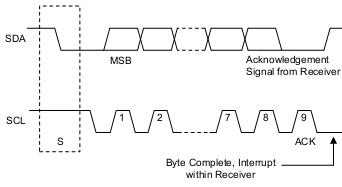 SDA
MSB
Acknowledgement
Signal from Receiver
SCL
1 2 7 8 9
S
ACK
Byte Complete, Interrupt
within Receiver